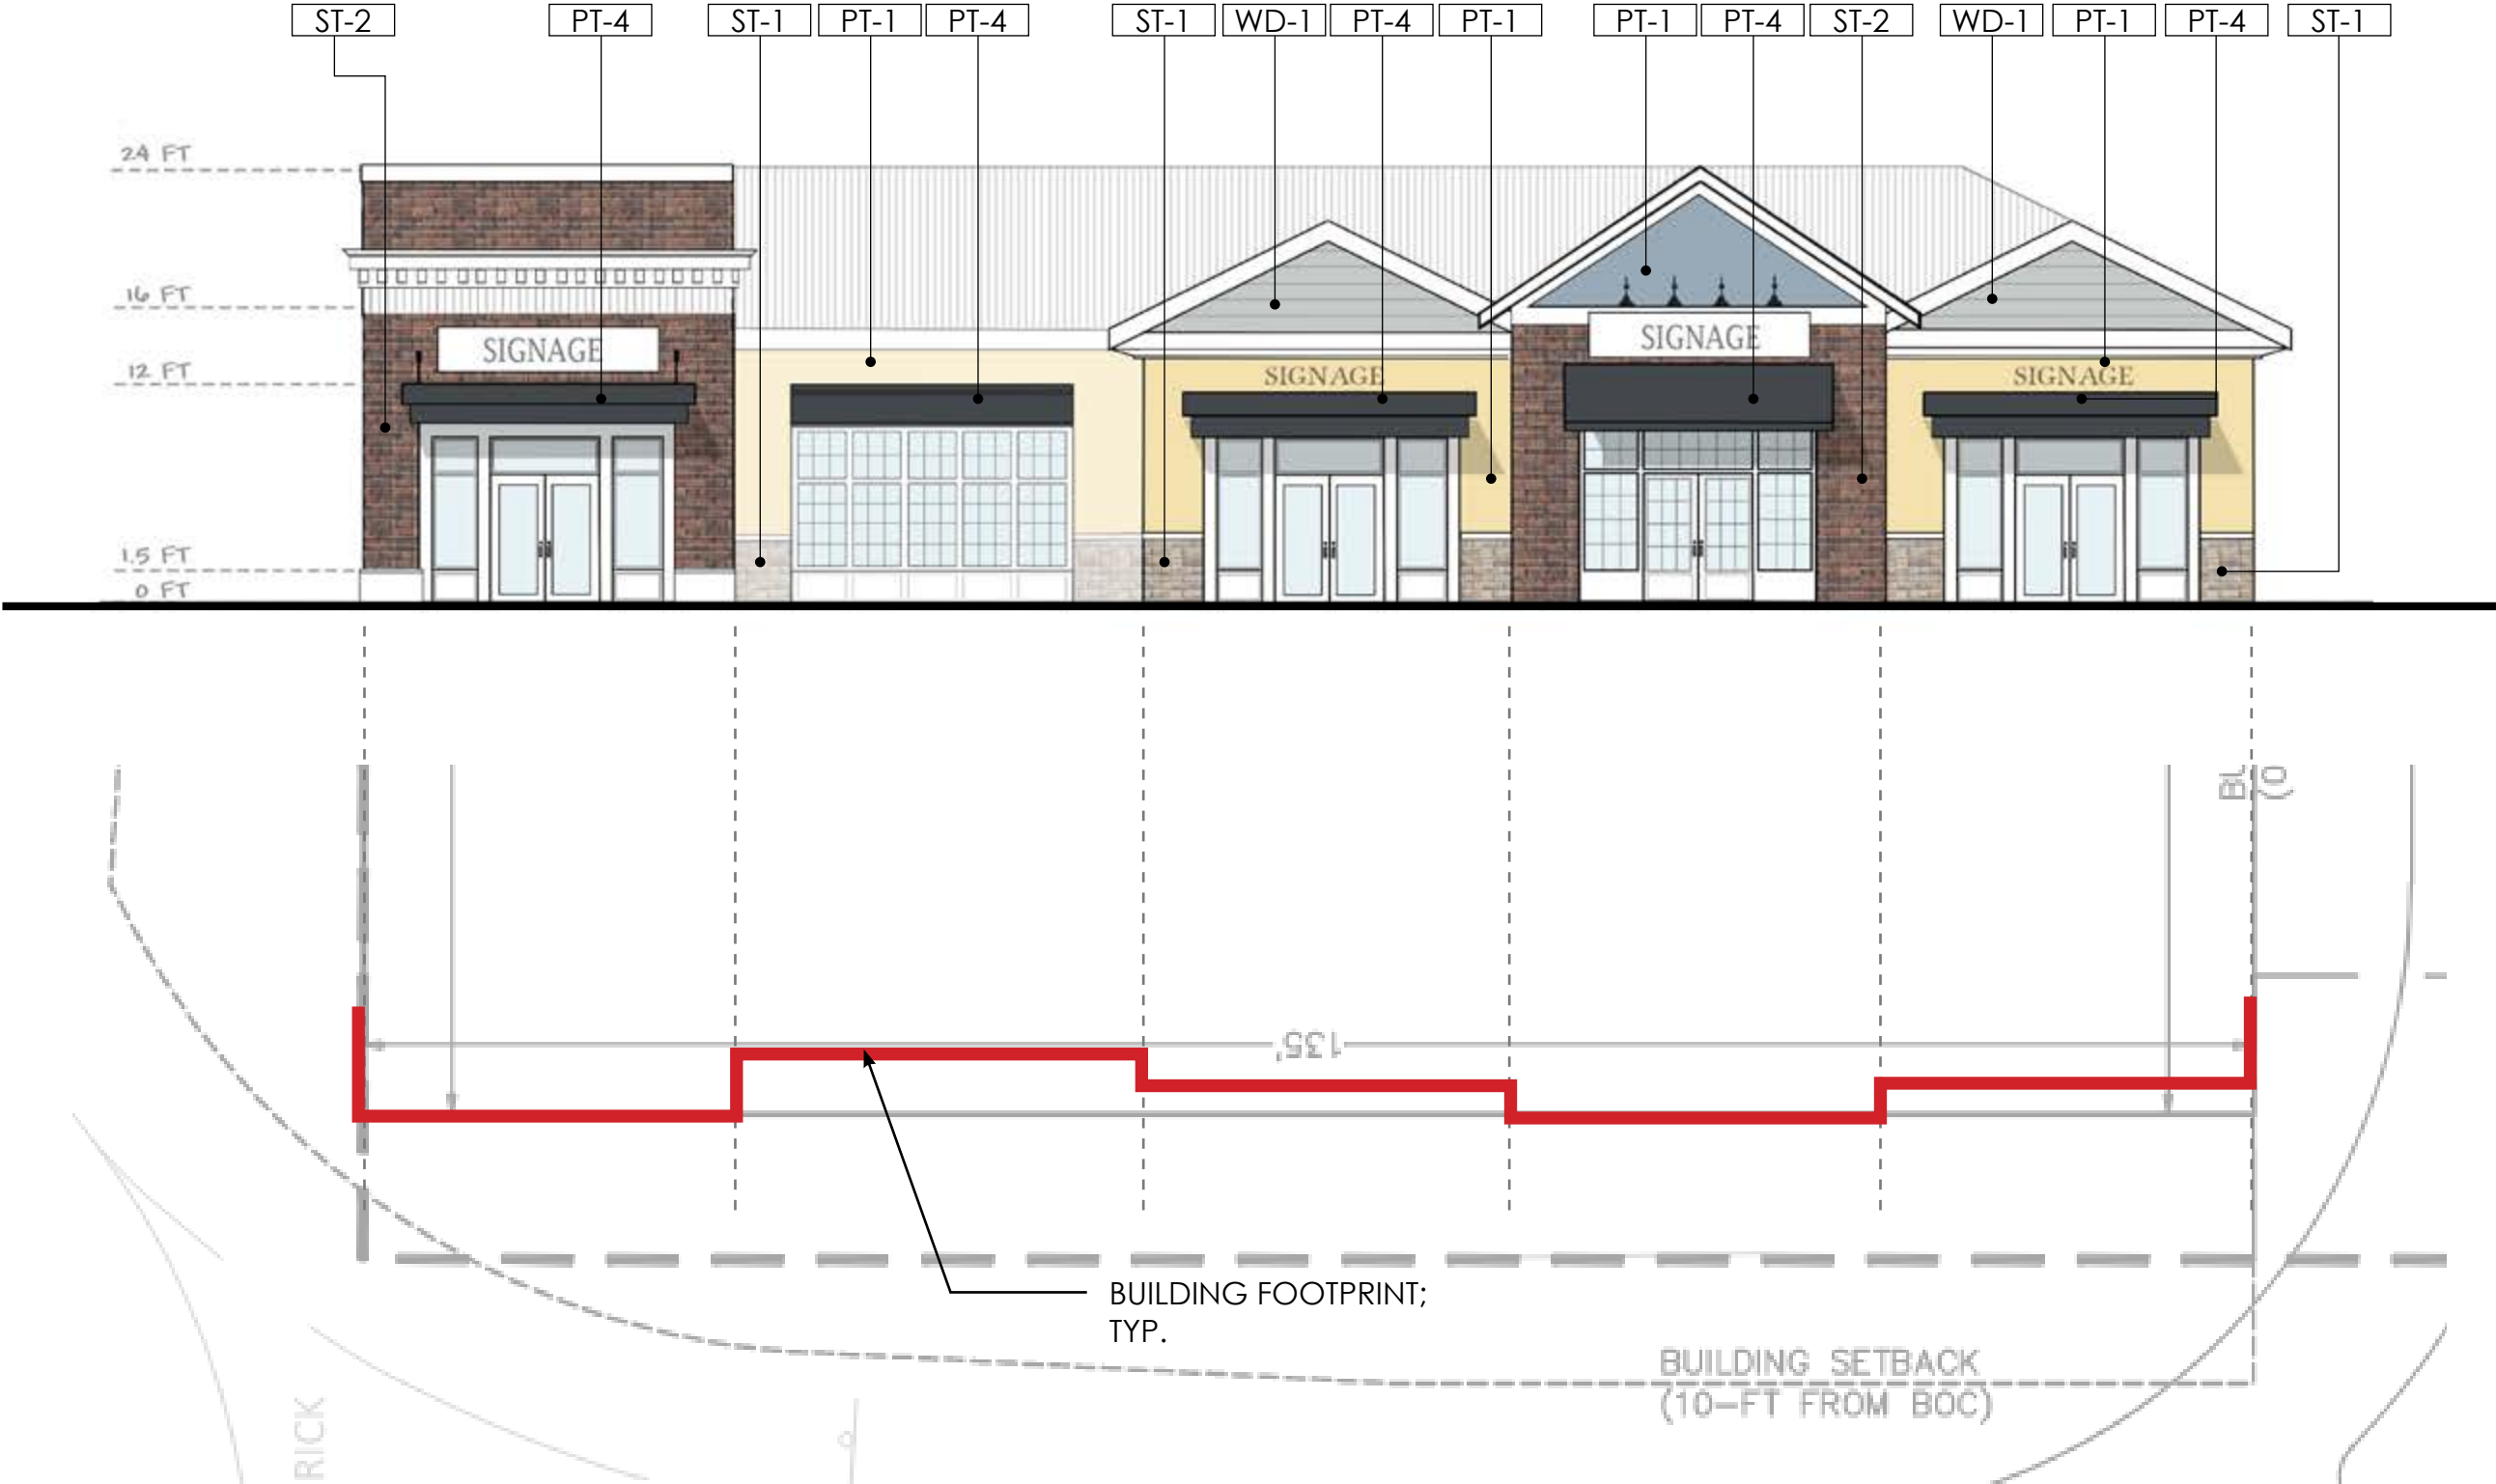 ST-2 PT-4 ST-1 PT-1 PT-4 ST-1 WD-1 PT-4 PT-1 PT-1 PT-4 ST-2 WD-1 PT-1 PT-4 ST-1
24 FT
16 FT
SIGNAGE
SIGNAGE
12 FT
SIGNAGE
SIGNAGE
1.5 FT
0 FT
BL
(0
135'
BUILDING FOOTPRINT;
TYP.
BUILDING SETBACK
(10-FT FROM BOC)
RICK